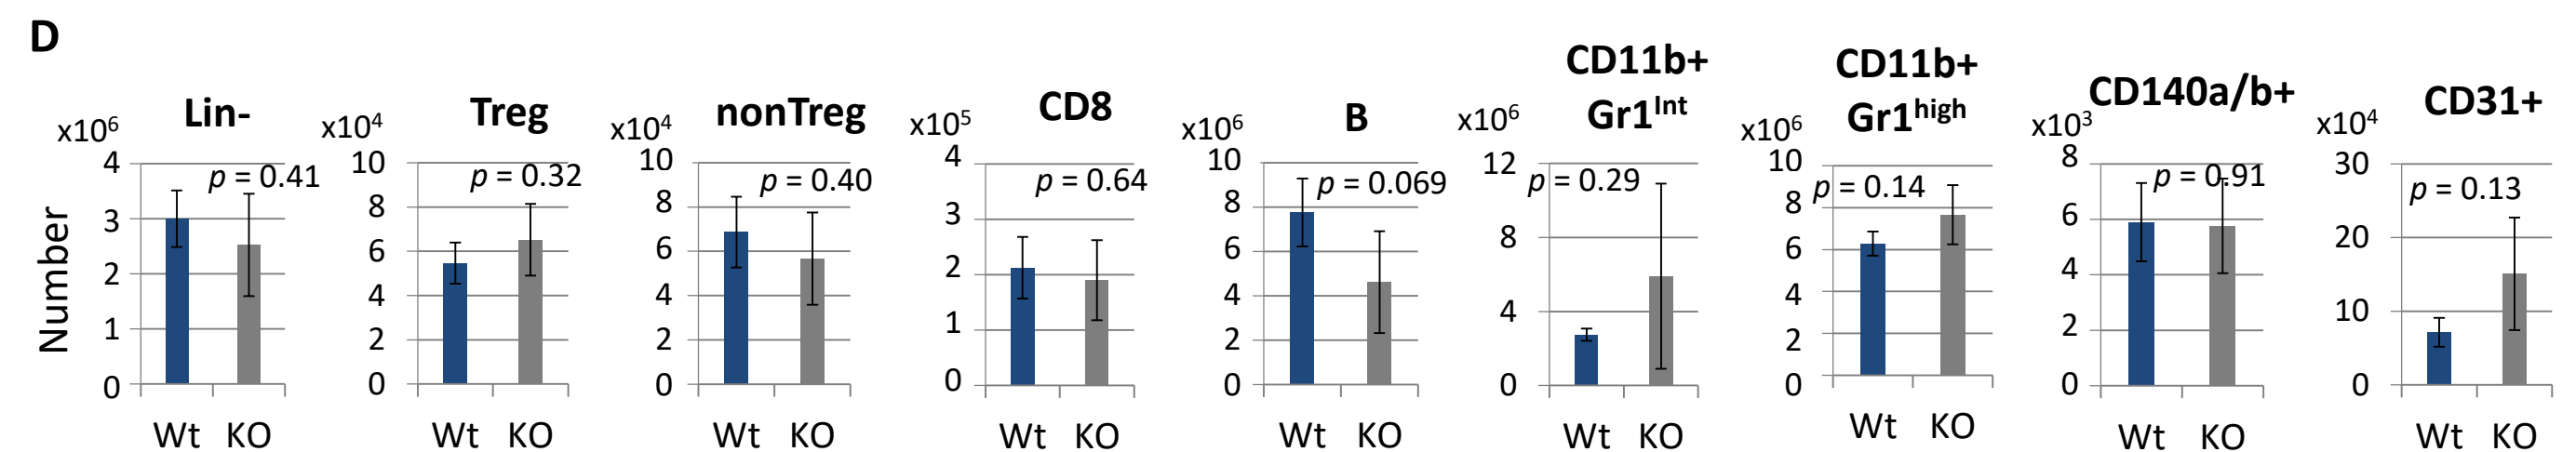 D
Number
Lin-
x10⁶
p = 0.41
4
3
2
1
0
Wt KO
Treg
x10⁴
p = 0.32
10
8
6
4
2
0
Wt KO
nonTreg
x10⁴
p = 0.40
10
8
6
4
2
0
Wt KO
CD8
x10⁵
p = 0.64
4
3
2
1
0
Wt KO
B
x10⁶
p = 0.069
10
8
6
4
2
0
Wt KO
CD11b+
Gr1ᴵⁿᵗ
x10⁶
p = 0.29
12
8
4
0
Wt KO
CD11b+
Gr1ʰⁱᵍʰ
x10⁶
p = 0.14
10
8
6
4
2
0
Wt KO
CD140a/b+
x10³
p = 0.91
8
6
4
2
0
Wt KO
CD31+
x10⁴
p = 0.13
30
20
10
0
Wt KO